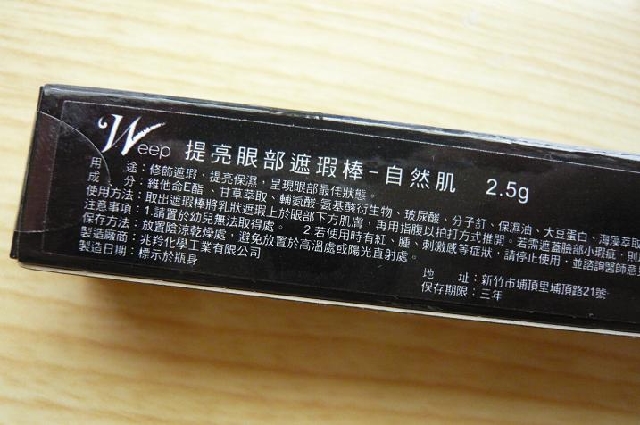 Weep 提亮眼部遮瑕棒-自然肌 2.5g
用途：修飾遮瑕、提亮保濕，呈現眼部最佳狀態。
成分：維他命E酯、甘草萃取、輔氨酸、氨基酸衍生物、玻尿酸、分子釘、保濕油、大豆蛋白、海藻萃取
使用方法：取出遮瑕棒將乳狀遮瑕上於眼部下方肌膚，再用指腹以拍打方式推勻。若需遮蓋臉部小瑕疵，則
注意事項：1.請置於幼兒無法取得處。 2.若使用時有紅、腫、刺激感等症狀，請停止使用，並諮詢醫師意
保存方法：放置陰涼乾燥處，避免放置於高溫處或陽光直射處。
製造廠商：兆羚化學工業有限公司
製造日期：標示於瓶身
地址：新竹市埔頂里埔頂路21號
保存期限：三年